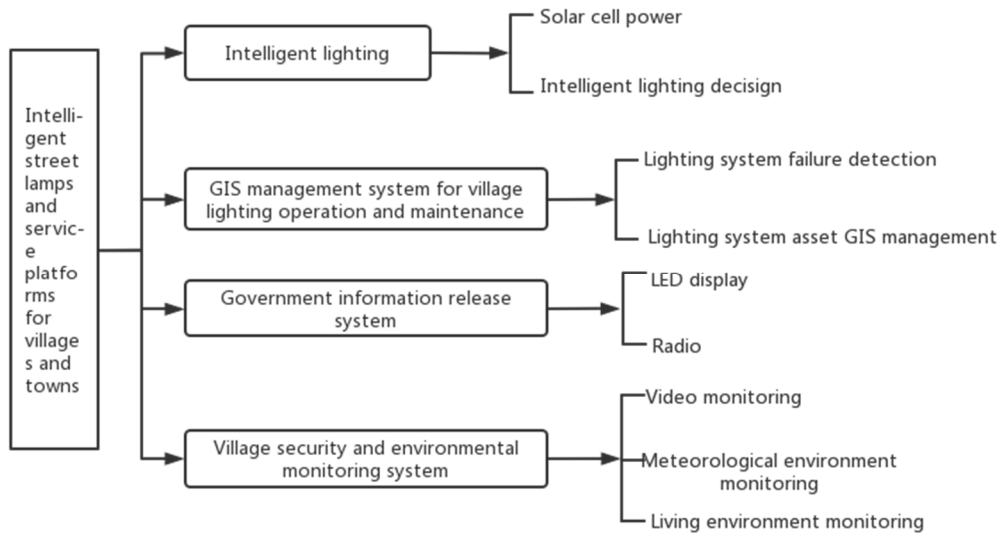 Intelli-
gent
street
lamps
and
servic-
e
platfo
rms
for
village
s and
towns
Intelligent lighting
Solar cell power
Intelligent lighting decisign
GIS management system for village
lighting operation and maintenance
Lighting system failure detection
Lighting system asset GIS management
Government information release
system
LED display
Radio
Village security and environmental
monitoring system
Video monitoring
Meteorological environment
monitoring
Living environment monitoring